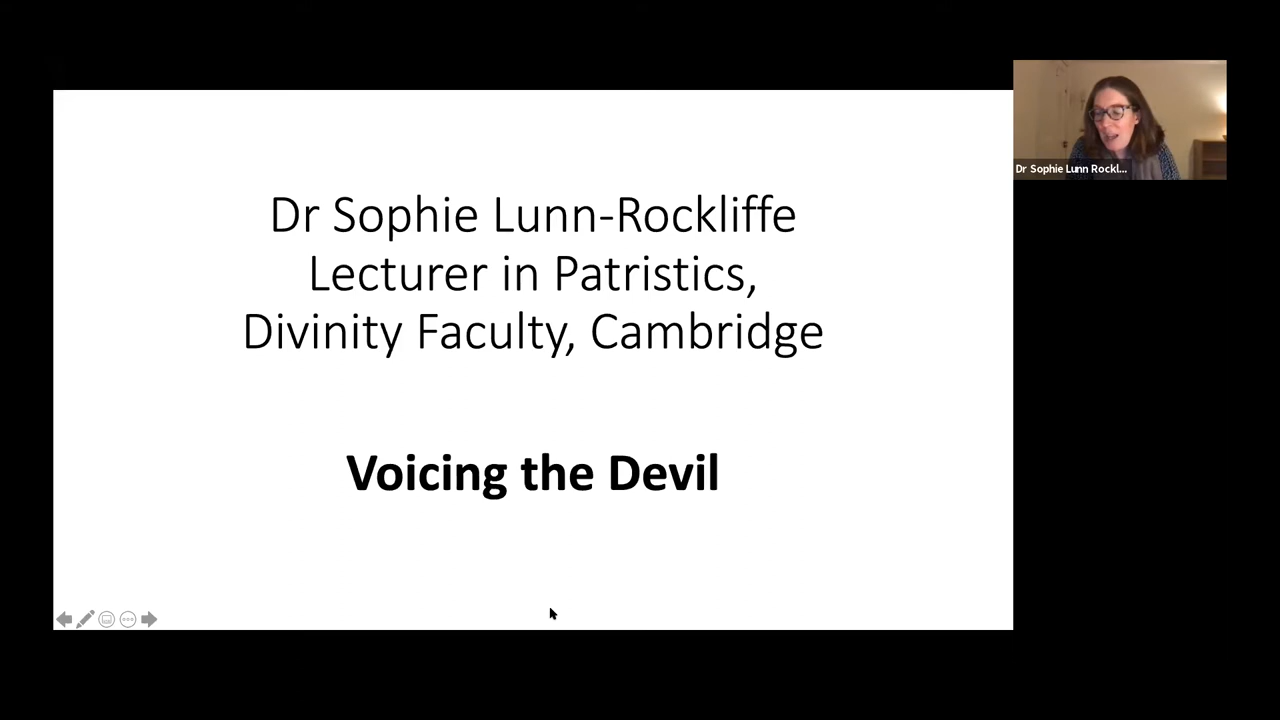 Dr Sophie Lunn-Rockliffe
Lecturer in Patristics,
Divinity Faculty, Cambridge
Voicing the Devil
Dr Sophie Lunn Rockl...